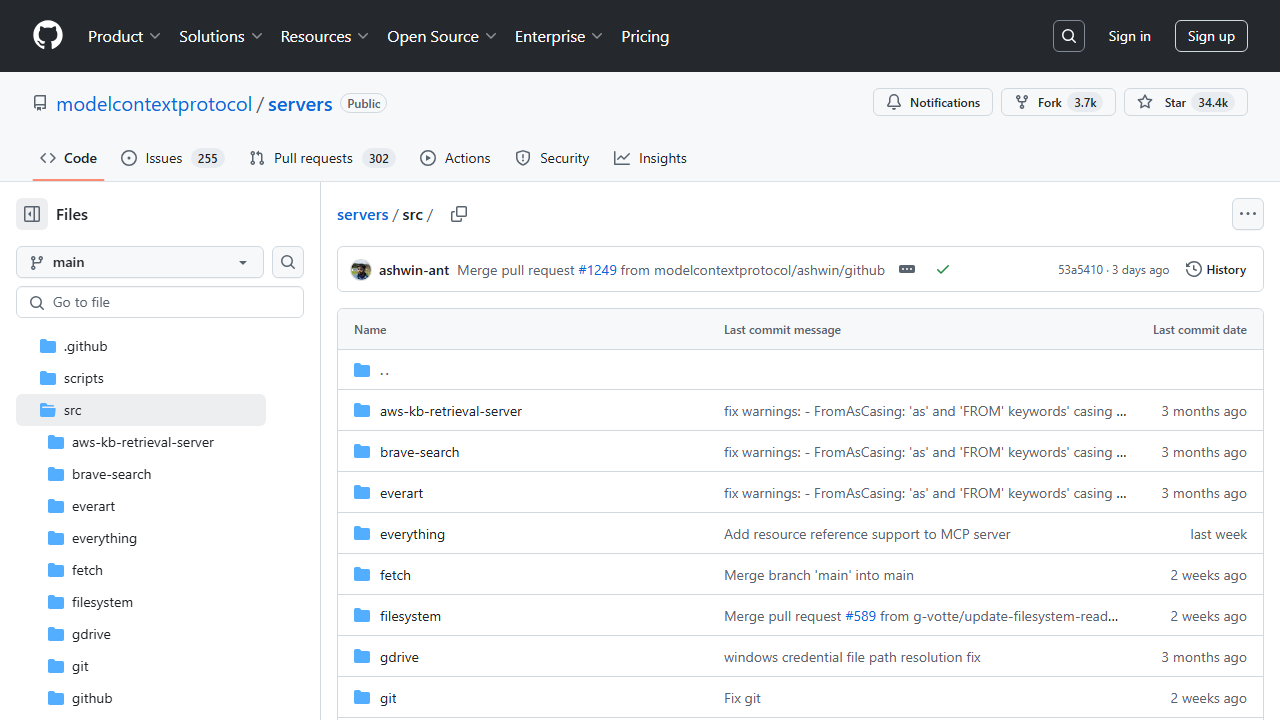 Product Solutions Resources Open Source Enterprise Pricing Sign in Sign up
modelcontextprotocol / servers Public Notifications Fork 3.7k Star 34.4k
Code Issues 255 Pull requests 302 Actions Security Insights
Files
main
Go to file
.github
scripts
src
aws-kb-retrieval-server
brave-search
everart
everything
fetch
filesystem
gdrive
git
github
servers / src /
ashwin-ant Merge pull request #1249 from modelcontextprotocol/ashwin/github 53a5410 · 3 days ago History
Name Last commit message Last commit date
..
aws-kb-retrieval-server fix warnings: - FromAsCasing: 'as' and 'FROM' keywords' casing ... 3 months ago
brave-search fix warnings: - FromAsCasing: 'as' and 'FROM' keywords' casing ... 3 months ago
everart fix warnings: - FromAsCasing: 'as' and 'FROM' keywords' casing ... 3 months ago
everything Add resource reference support to MCP server last week
fetch Merge branch 'main' into main 2 weeks ago
filesystem Merge pull request #589 from g-votte/update-filesystem-read... 2 weeks ago
gdrive windows credential file path resolution fix 3 months ago
git Fix git 2 weeks ago